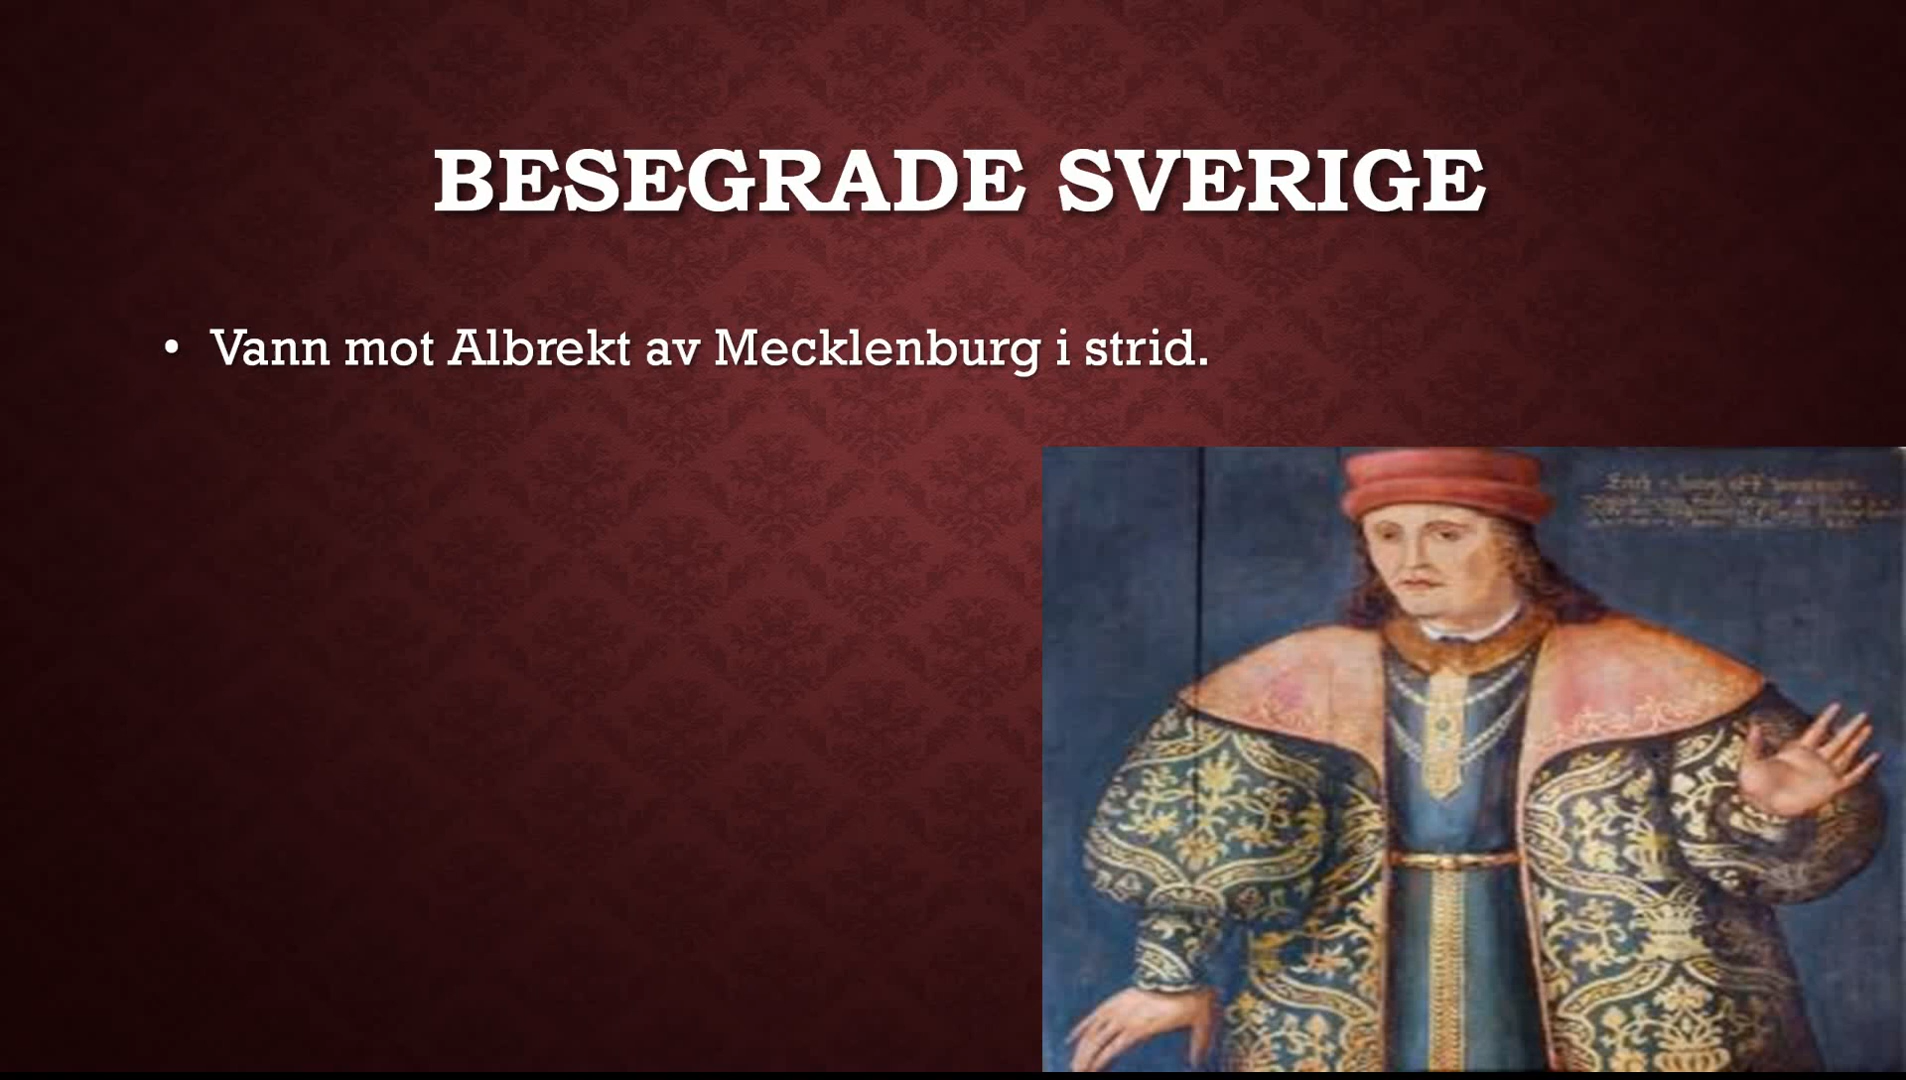 BESEGRADE SVERIGE
• Vann mot Albrekt av Mecklenburg i strid.